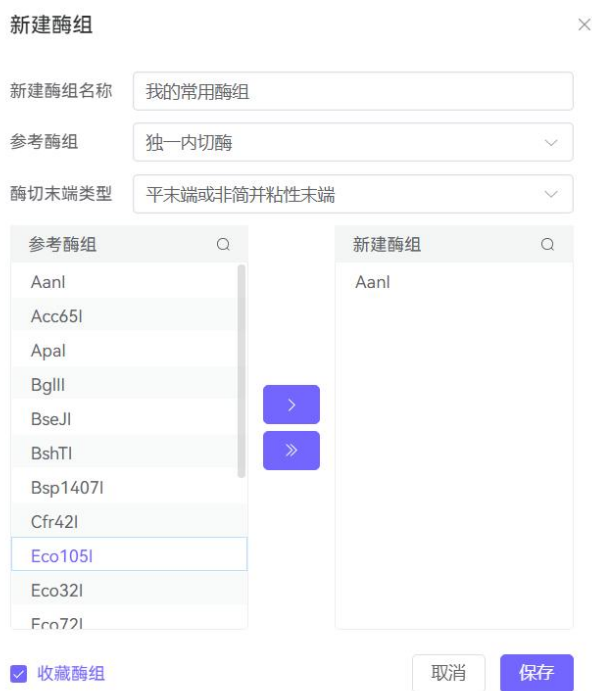 新建酶组
新建酶组名称 我的常用酶组
参考酶组 独一内切酶
酶切末端类型 平末端或非简并粘性末端
参考酶组
AanI
Acc65I
ApaI
BglII
BseJI
BshTI
Bsp1407I
Cfr42I
Eco105I
Eco32I
Eco72I
新建酶组
AanI
收藏酶组
取消
保存